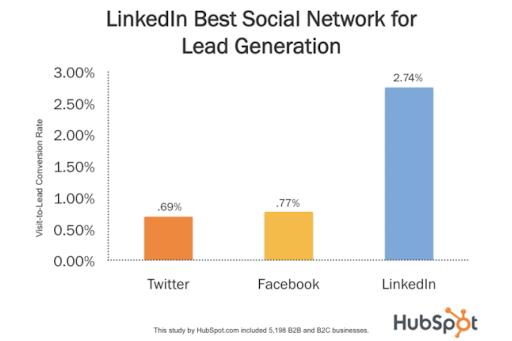 LinkedIn Best Social Network for
Lead Generation
Visit-to-Lead Conversion Rate
3.00%
2.50%
2.00%
1.50%
1.00%
0.50%
0.00%
.69%
.77%
2.74%
Twitter
Facebook
LinkedIn
This study by HubSpot.com included 5,198 B2B and B2C businesses.
HubSpot